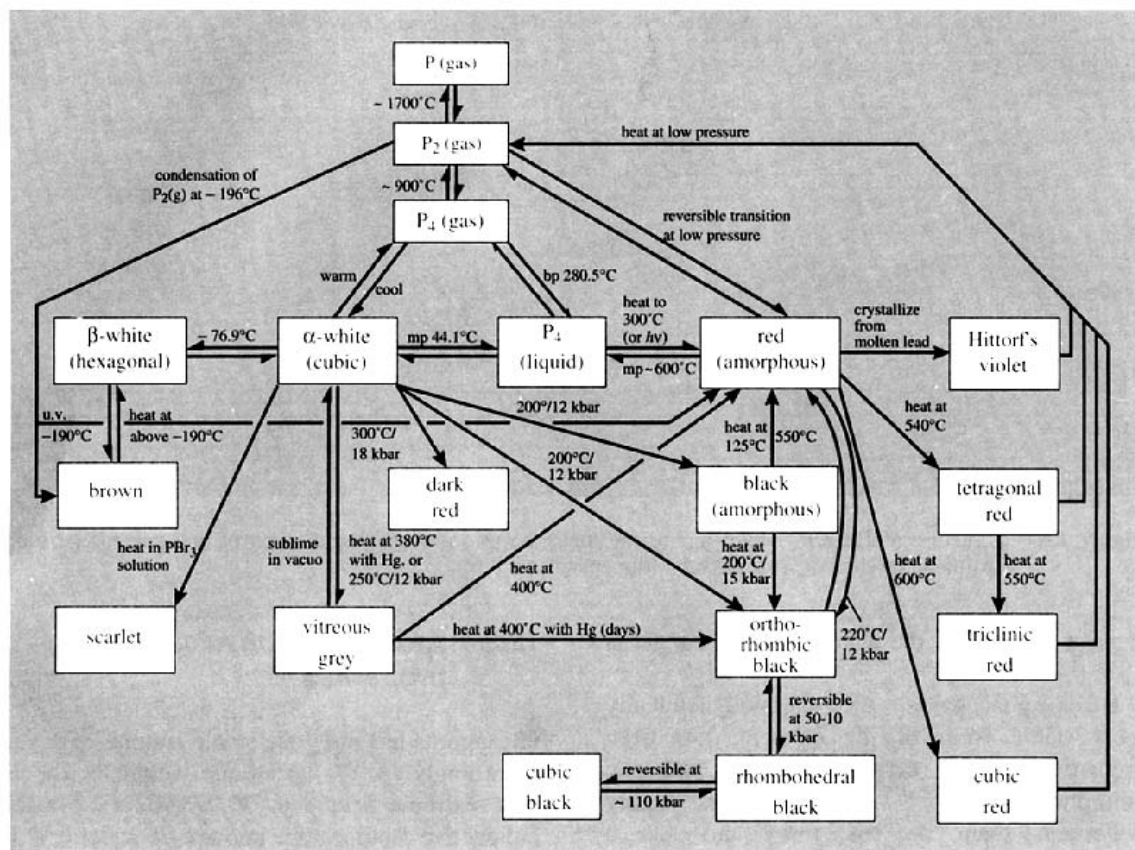 P (gas)
~ 1700°C
P₂ (gas)
heat at low pressure
condensation of
P₂(g) at – 196°C
~ 900°C
P₄ (gas)
reversible transition
at low pressure
warm
cool
bp 280.5°C
β-white
(hexagonal)
~ 76.9°C
α-white
(cubic)
mp 44.1°C
P₄
(liquid)
heat to
300°C
(or hν)
mp~600°C
red
(amorphous)
crystallize
from
molten lead
Hittorf's
violet
u.v.
–190°C
heat at
above –190°C
300°C/
18 kbar
200°/12 kbar
200°C/
12 kbar
heat at
125°C
550°C
heat at
540°C
brown
dark
red
black
(amorphous)
tetragonal
red
heat in PBr₃
solution
sublime
in vacuo
heat at 380°C
with Hg. or
250°C/12 kbar
heat at
400°C
heat at
200°C/
15 kbar
heat at
600°C
heat at
550°C
scarlet
vitreous
grey
heat at 400°C with Hg (days)
ortho-
rhombic
black
220°C/
12 kbar
triclinic
red
reversible
at 50-10
kbar
cubic
black
reversible at
~ 110 kbar
rhombohedral
black
cubic
red